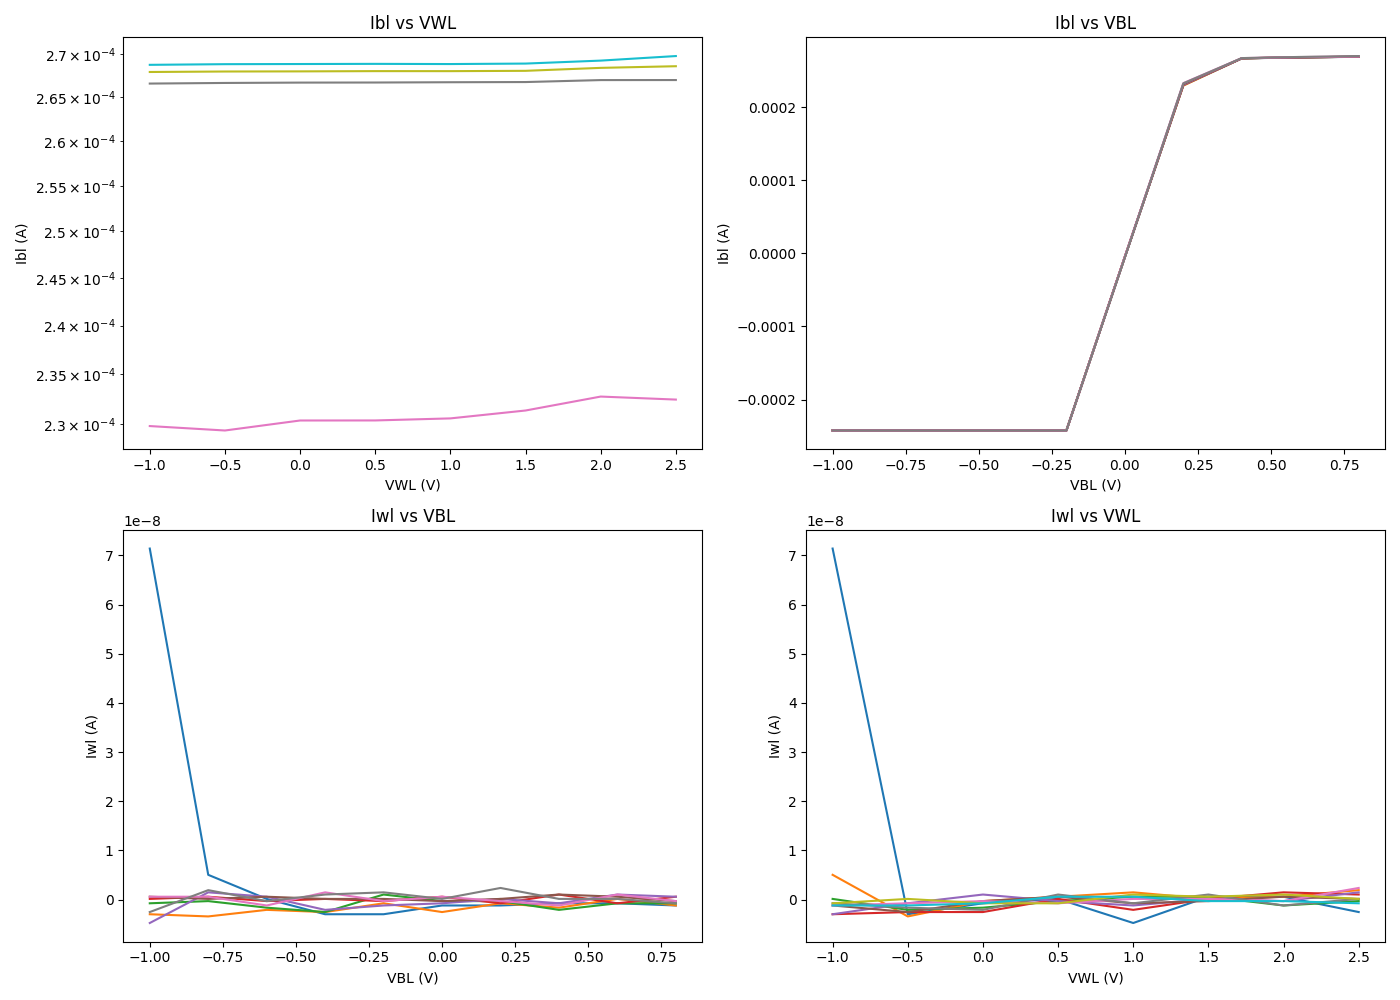 Ibl vs VWL
Ibl (A)
2.7 × 10⁻⁴
2.65 × 10⁻⁴
2.6 × 10⁻⁴
2.55 × 10⁻⁴
2.5 × 10⁻⁴
2.45 × 10⁻⁴
2.4 × 10⁻⁴
2.35 × 10⁻⁴
2.3 × 10⁻⁴
−1.0 −0.5 0.0 0.5 1.0 1.5 2.0 2.5
VWL (V)
Ibl vs VBL
Ibl (A)
0.0002
0.0001
0.0000
−0.0001
−0.0002
−1.00 −0.75 −0.50 −0.25 0.00 0.25 0.50 0.75
VBL (V)
Iwl vs VBL
1e−8
Iwl (A)
7
6
5
4
3
2
1
0
−1.00 −0.75 −0.50 −0.25 0.00 0.25 0.50 0.75
VBL (V)
Iwl vs VWL
1e−8
Iwl (A)
7
6
5
4
3
2
1
0
−1.0 −0.5 0.0 0.5 1.0 1.5 2.0 2.5
VWL (V)